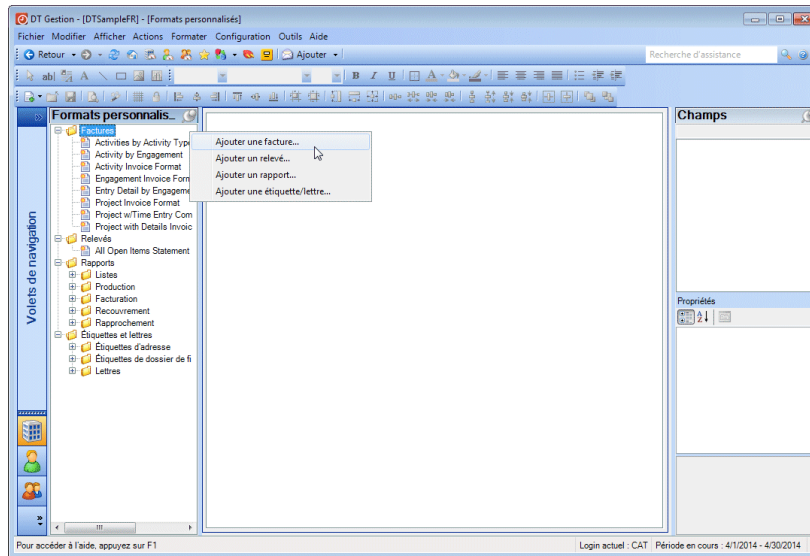 DT Gestion - [DTSampleFR] - [Formats personnalisés]
Fichier Modifier Afficher Actions Formater Configuration Outils Aide
Retour Ajouter Recherche d'assistance
ab| A B I U A
Formats personnalis...
Champs
Factures
Activities by Activity Type
Activity by Engagement
Activity Invoice Format
Engagement Invoice Form
Entry Detail by Engageme
Project Invoice Format
Project w/Time Entry Com
Project with Details Invoic
Relevés
All Open Items Statement
Rapports
Listes
Production
Facturation
Recouvrement
Rapprochement
Étiquettes et lettres
Étiquettes d'adresse
Étiquettes de dossier de fi
Lettres
Ajouter une facture...
Ajouter un relevé...
Ajouter un rapport...
Ajouter une étiquette/lettre...
Volets de navigation
Propriétés
Pour accéder à l'aide, appuyez sur F1
Login actuel : CAT Période en cours : 4/1/2014 - 4/30/2014